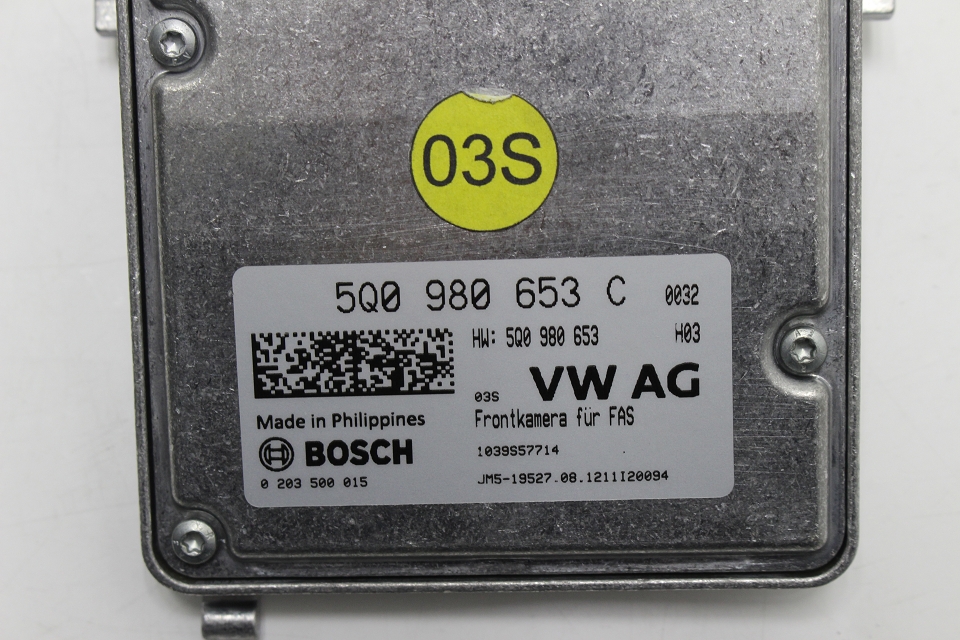 03S
5Q0 980 653 C 0032
HW: 5Q0 980 653 H03
03S VW AG
Made in Philippines
Frontkamera für FAS
BOSCH
1039S57714
0 203 500 015
JM5-19527.08.1211I20094